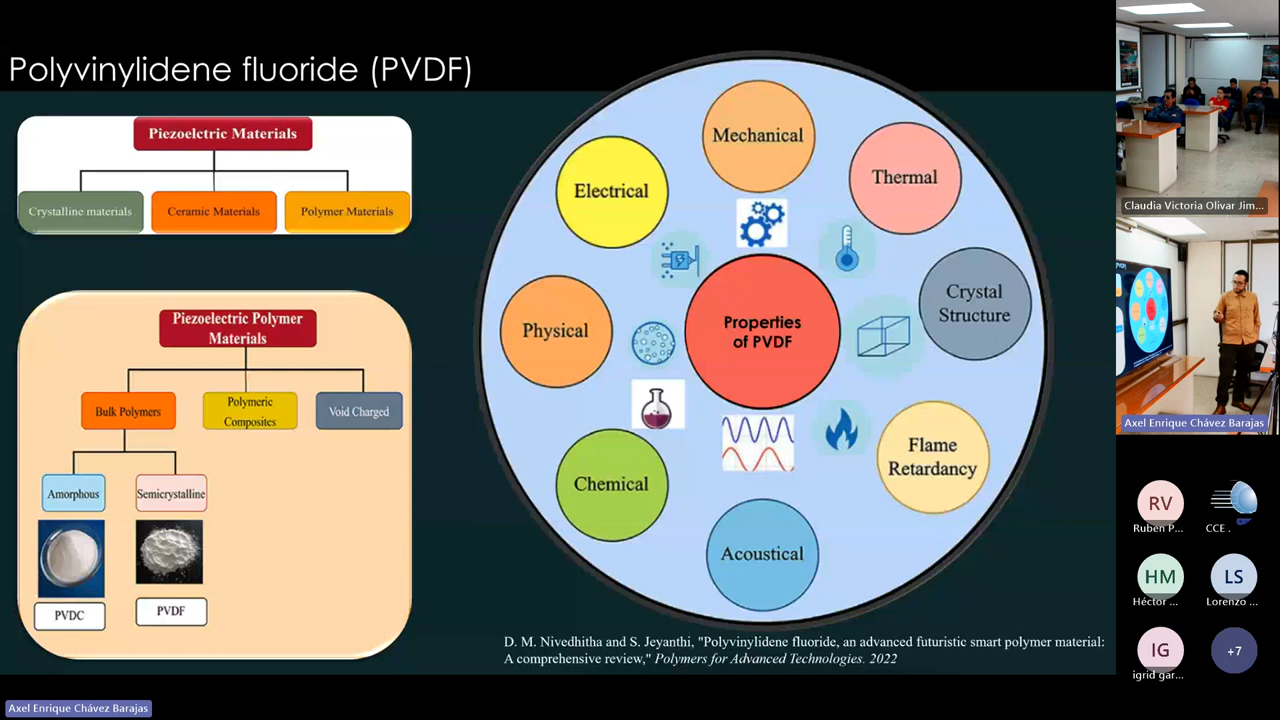 Polyvinylidene fluoride (PVDF)
Piezoelctric Materials
Crystalline materials
Ceramic Materials
Polymer Materials
Piezoelectric Polymer
Materials
Bulk Polymers
Polymeric
Composites
Void Charged
Amorphous
Semicrystalline
PVDC
PVDF
Mechanical
Electrical
Thermal
Physical
Properties
of PVDF
Crystal
Structure
Chemical
Flame
Retardancy
Acoustical
D. M. Nivedhitha and S. Jeyanthi, "Polyvinylidene fluoride, an advanced futuristic smart polymer material:
A comprehensive review," Polymers for Advanced Technologies. 2022
Claudia Victoria Olivar Jim...
Axel Enrique Chávez Barajas
RV
Ruben P...
CCE .
HM
Héctor ...
LS
Lorenzo ...
IG
igrid gar...
+7
Axel Enrique Chávez Barajas